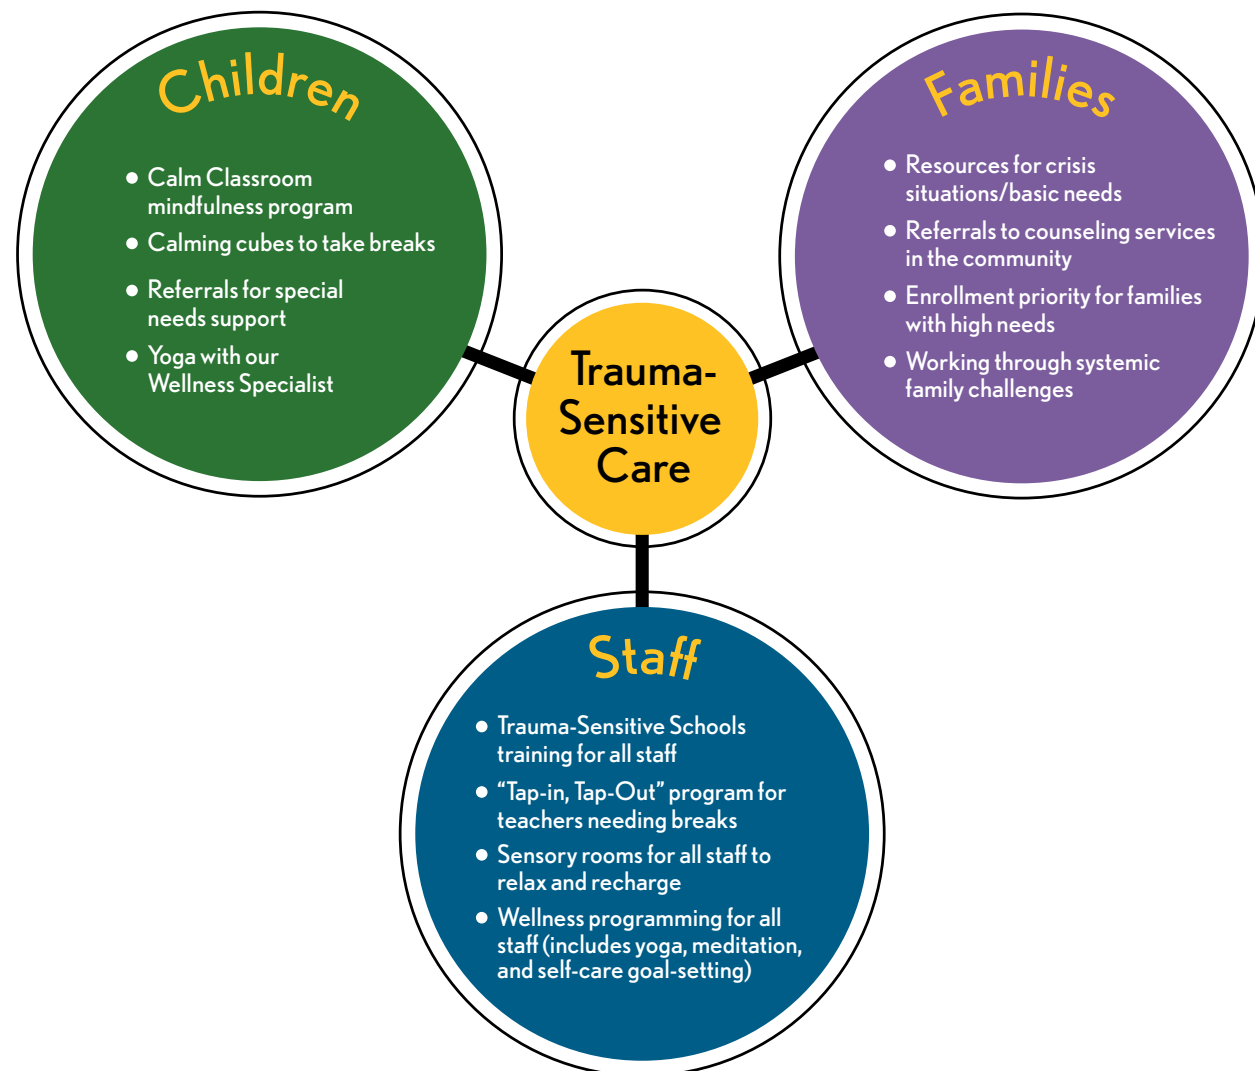 Children
• Calm Classroom
mindfulness program
• Calming cubes to take breaks
• Referrals for special
needs support
• Yoga with our
Wellness Specialist
Families
• Resources for crisis
situations/basic needs
• Referrals to counseling services
in the community
• Enrollment priority for families
with high needs
• Working through systemic
family challenges
Trauma-
Sensitive
Care
Staff
• Trauma-Sensitive Schools
training for all staff
• “Tap-in, Tap-Out” program for
teachers needing breaks
• Sensory rooms for all staff to
relax and recharge
• Wellness programming for all
staff (includes yoga, meditation,
and self-care goal-setting)